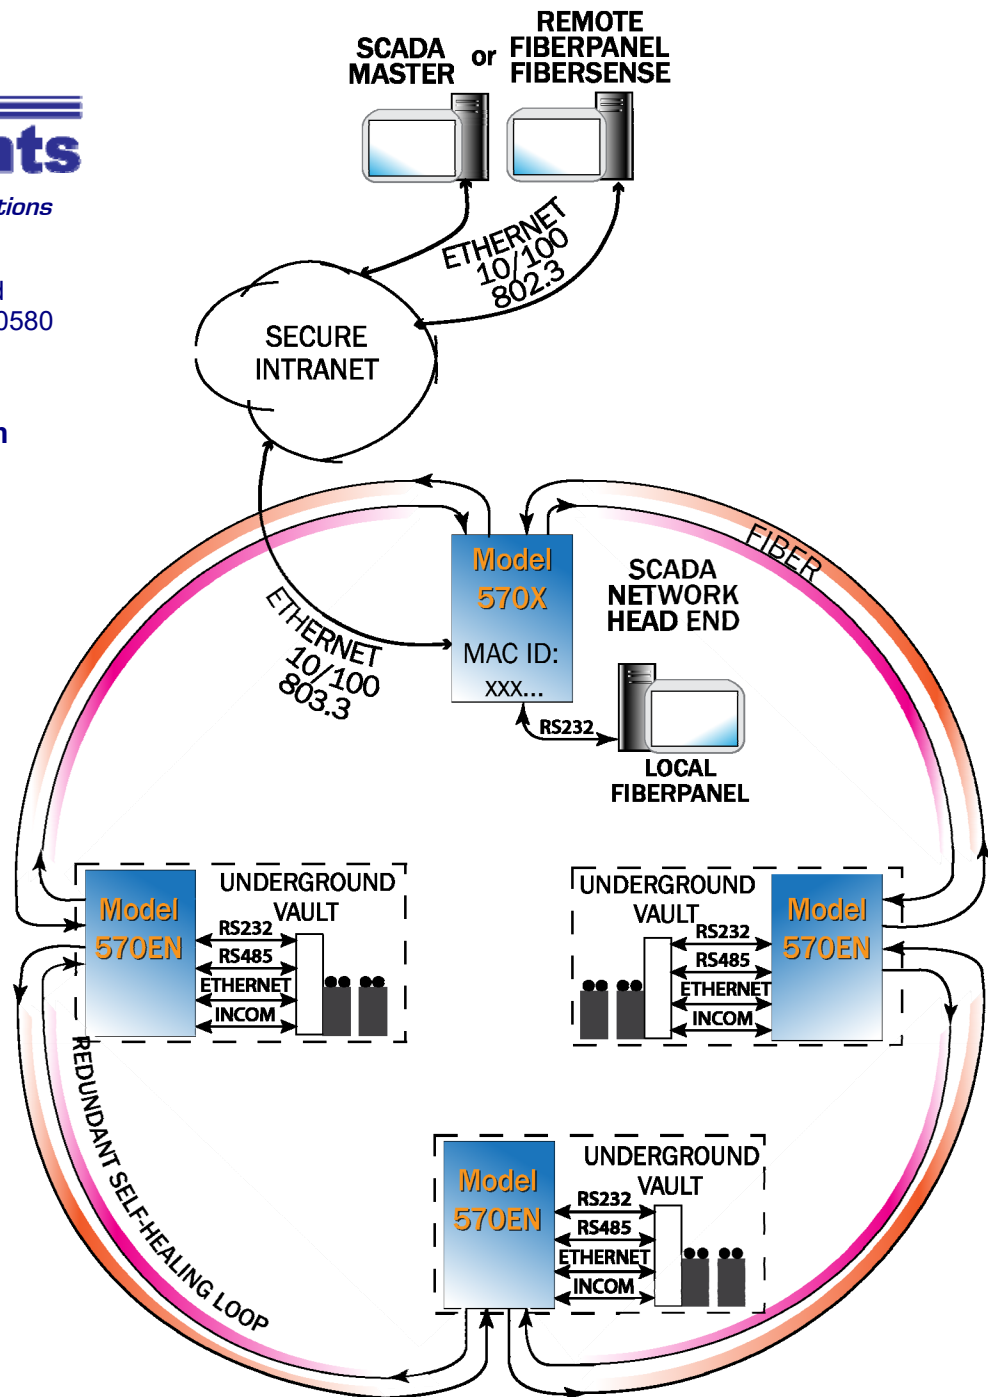 SCADA
MASTER
or
REMOTE
FIBERPANEL
FIBERSENSE
nts
tions
d
0580
n
ETHERNET
10/100
802.3
SECURE
INTRANET
FIBER
Model
570X
MAC ID:
xxx...
SCADA
NETWORK
HEAD END
ETHERNET
10/100
803.3
RS232
LOCAL
FIBERPANEL
Model
570EN
UNDERGROUND
VAULT
RS232
RS485
ETHERNET
INCOM
UNDERGROUND
VAULT
RS232
RS485
ETHERNET
INCOM
Model
570EN
REDUNDANT SELF-HEALING LOOP
Model
570EN
UNDERGROUND
VAULT
RS232
RS485
ETHERNET
INCOM